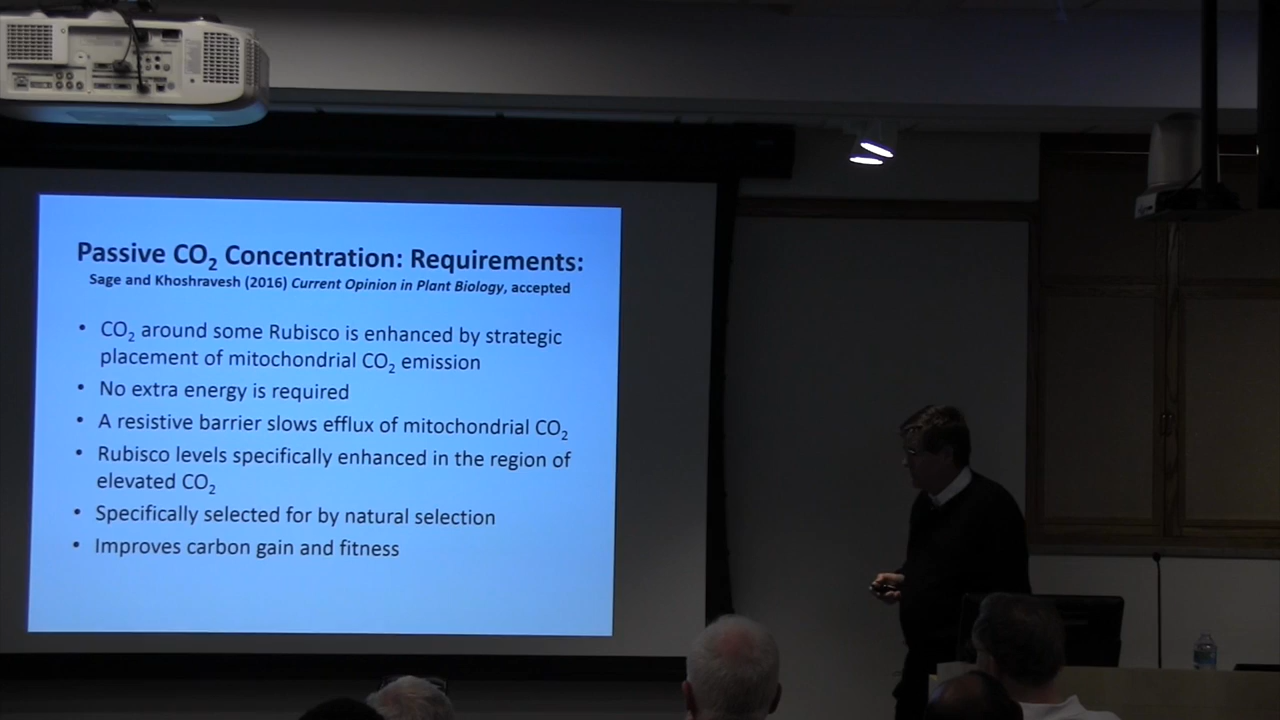 Passive CO₂ Concentration: Requirements:
Sage and Khoshravesh (2016) Current Opinion in Plant Biology, accepted
• CO₂ around some Rubisco is enhanced by strategic
placement of mitochondrial CO₂ emission
• No extra energy is required
• A resistive barrier slows efflux of mitochondrial CO₂
• Rubisco levels specifically enhanced in the region of
elevated CO₂
• Specifically selected for by natural selection
• Improves carbon gain and fitness